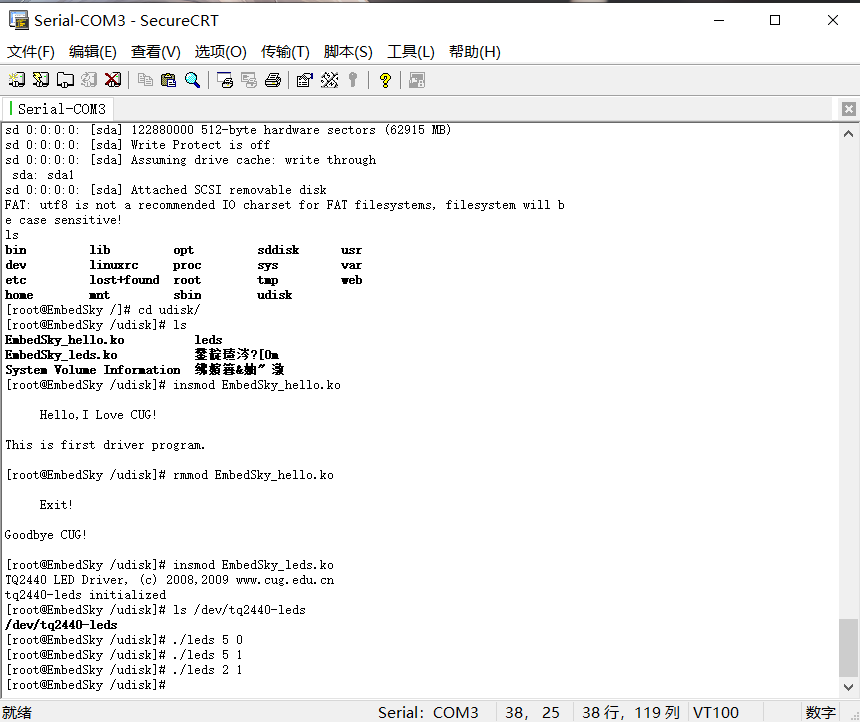 Serial-COM3 - SecureCRT
文件(F) 编辑(E) 查看(V) 选项(O) 传输(T) 脚本(S) 工具(L) 帮助(H)
Serial-COM3
sd 0:0:0:0: [sda] 122880000 512-byte hardware sectors (62915 MB)
sd 0:0:0:0: [sda] Write Protect is off
sd 0:0:0:0: [sda] Assuming drive cache: write through
sda: sda1
sd 0:0:0:0: [sda] Attached SCSI removable disk
FAT: utf8 is not a recommended IO charset for FAT filesystems, filesystem will b
e case sensitive!
ls
bin lib opt sddisk usr
dev linuxrc proc sys var
etc lost+found root tmp web
home mnt sbin udisk
[root@EmbedSky /]# cd udisk/
[root@EmbedSky /udisk]# ls
EmbedSky_hello.ko leds
EmbedSky_leds.ko
System Volume Information
[root@EmbedSky /udisk]# insmod EmbedSky_hello.ko
Hello,I Love CUG!
This is first driver program.
[root@EmbedSky /udisk]# rmmod EmbedSky_hello.ko
Exit!
Goodbye CUG!
[root@EmbedSky /udisk]# insmod EmbedSky_leds.ko
TQ2440 LED Driver, (c) 2008,2009 www.cug.edu.cn
tq2440-leds initialized
[root@EmbedSky /udisk]# ls /dev/tq2440-leds
/dev/tq2440-leds
[root@EmbedSky /udisk]# ./leds 5 0
[root@EmbedSky /udisk]# ./leds 5 1
[root@EmbedSky /udisk]# ./leds 2 1
[root@EmbedSky /udisk]#
就绪 Serial: COM3 38, 25 38 行, 119 列 VT100 数字